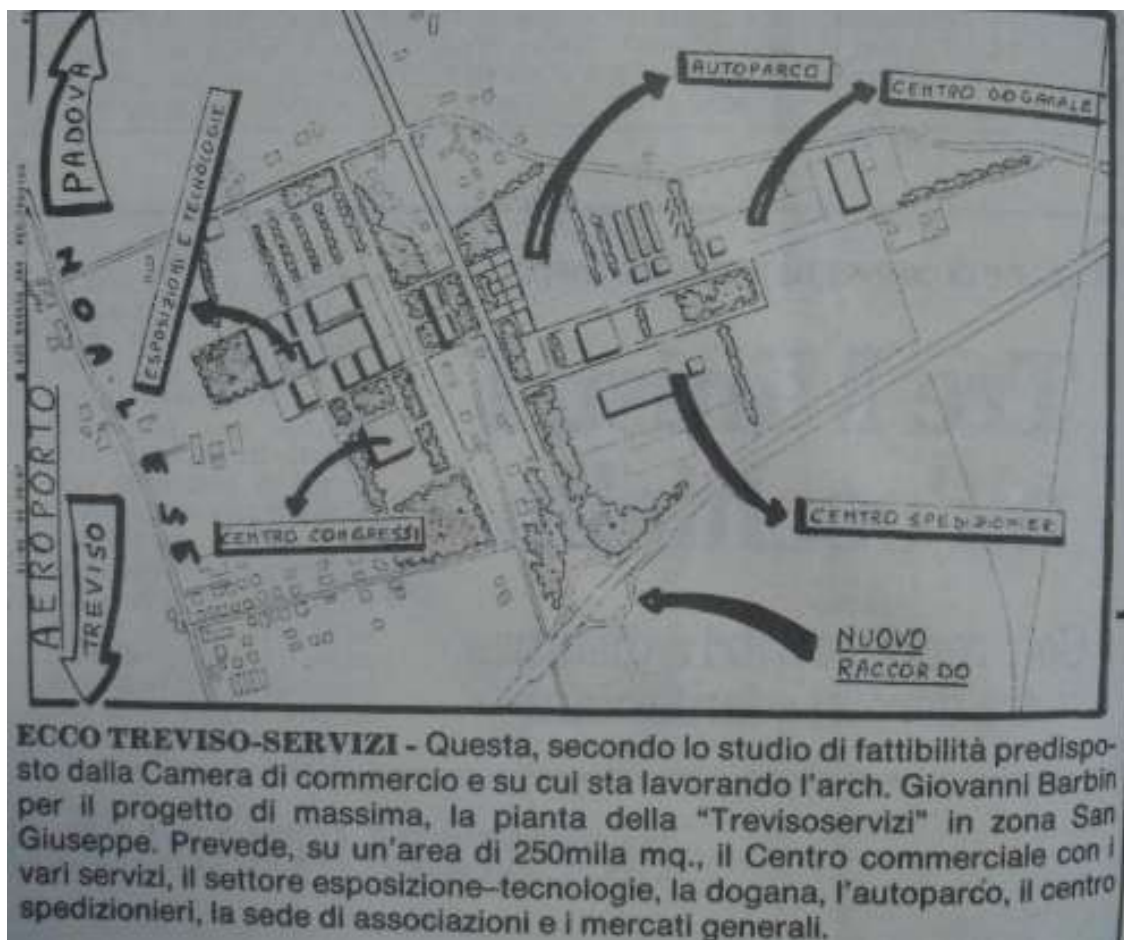 PADOVA
AUTOPARCO
CENTRO DOGANALE
ESPOSIZIONI E TECNOLOGIE
NOVALESE
AEROPORTO
TREVISO
CENTRO CONGRESSI
CENTRO SPEDIZIONIER
NUOVO
RACCORDO
ECCO TREVISO-SERVIZI - Questa, secondo lo studio di fattibilità predispo-
sto dalla Camera di commercio e su cui sta lavorando l'arch. Giovanni Barbin
per il progetto di massima, la pianta della "Trevisoservizi" in zona San
Giuseppe. Prevede, su un'area di 250mila mq., il Centro commerciale con i
vari servizi, il settore esposizione–tecnologie, la dogana, l'autoparco, il centro
spedizionieri, la sede di associazioni e i mercati generali.